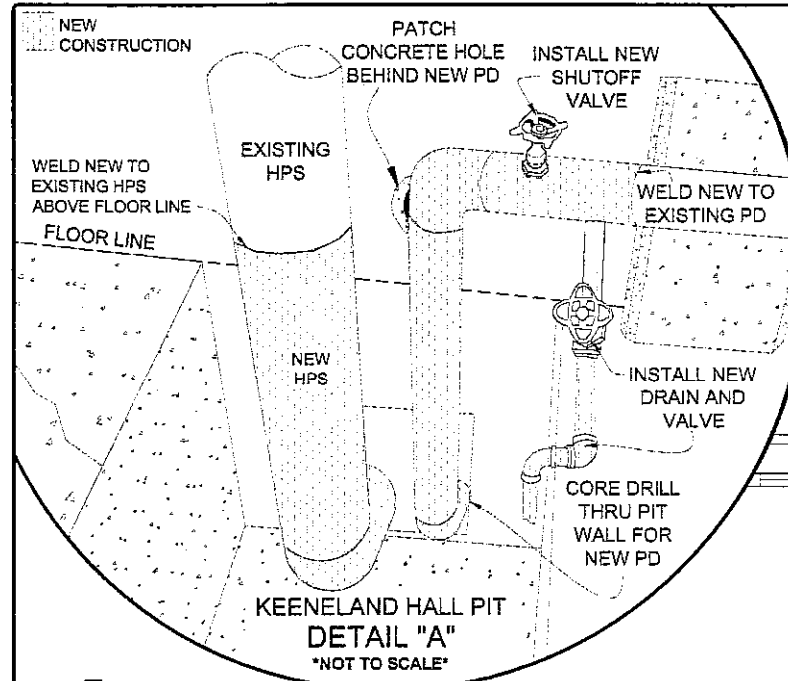 NEW
CONSTRUCTION
PATCH
CONCRETE HOLE
BEHIND NEW PD
INSTALL NEW
SHUTOFF
VALVE
EXISTING
HPS
WELD NEW TO
EXISTING HPS
ABOVE FLOOR LINE
WELD NEW TO
EXISTING PD
FLOOR LINE
NEW
HPS
INSTALL NEW
DRAIN AND
VALVE
CORE DRILL
THRU PIT
WALL FOR
NEW PD
KEENELAND HALL PIT
DETAIL "A"
*NOT TO SCALE*